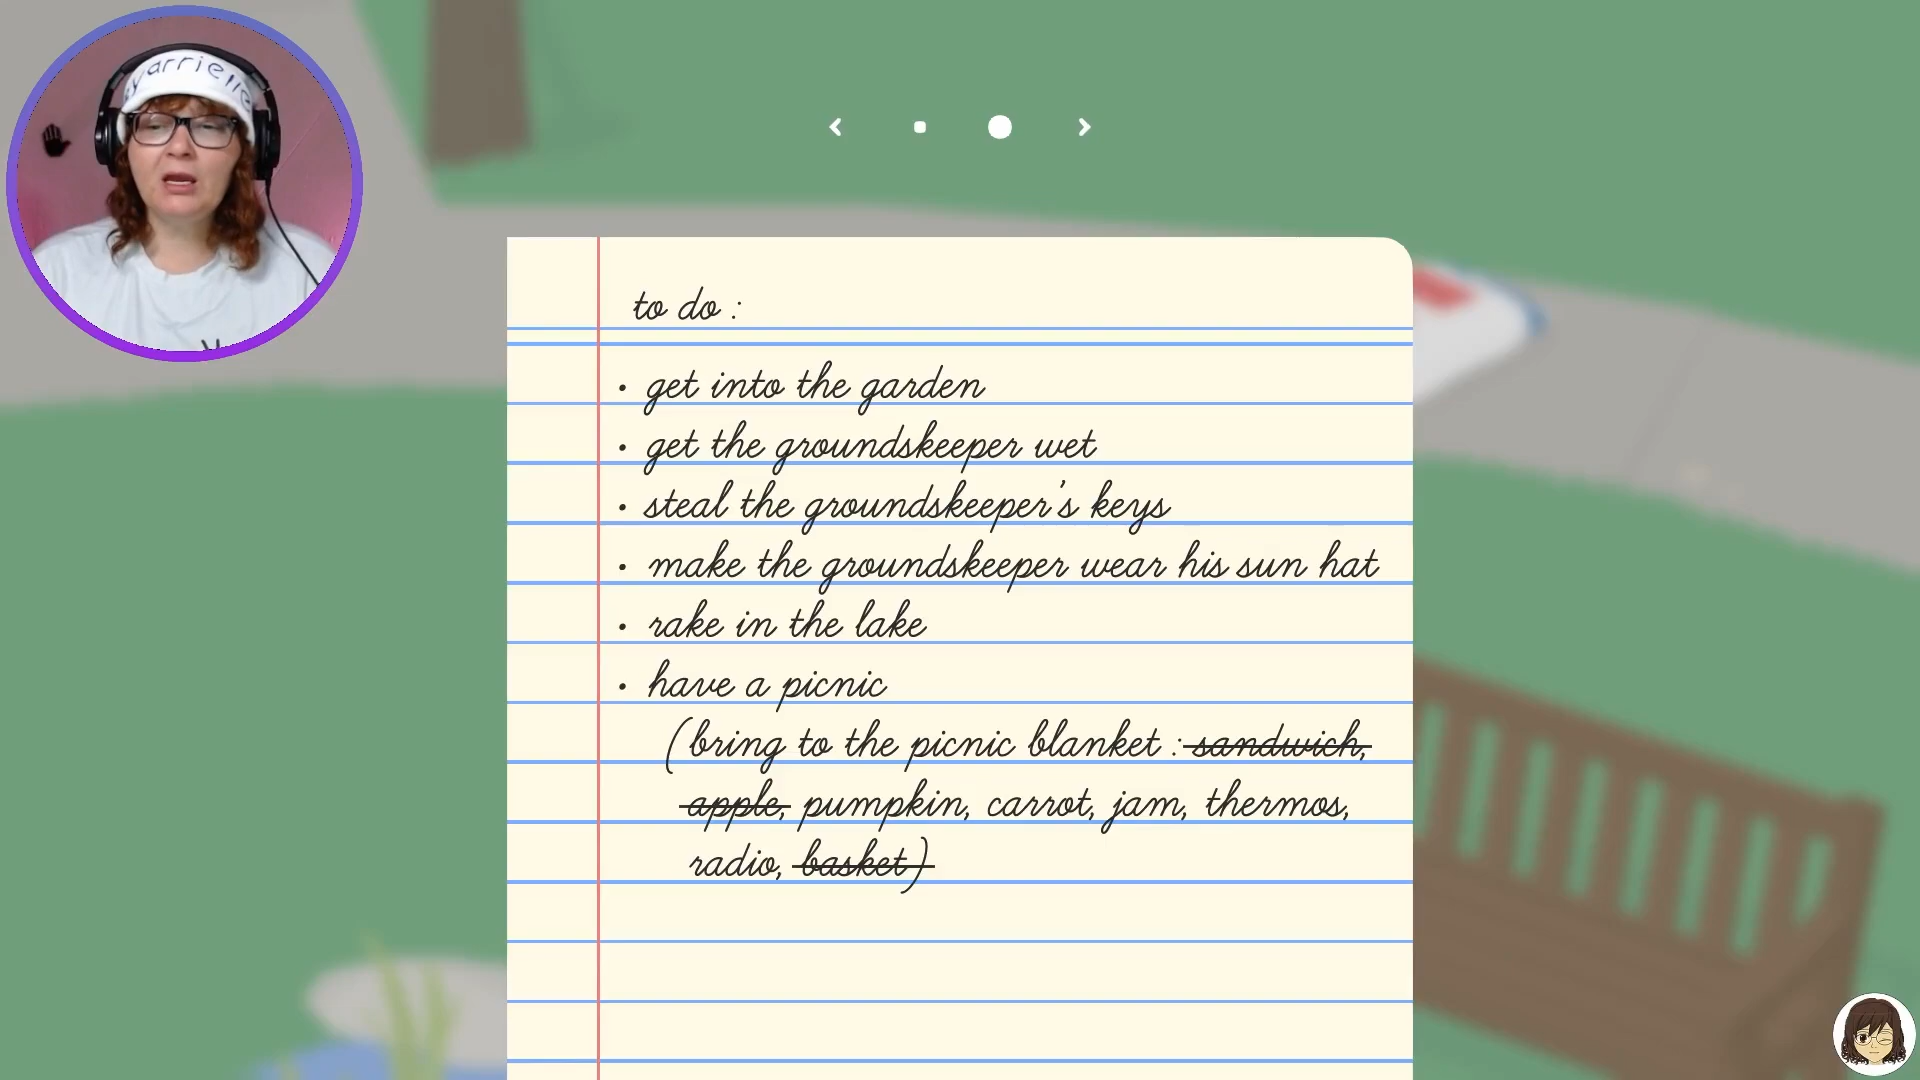 yarrielle
to do :
• get into the garden
• get the groundskeeper wet
• steal the groundskeeper's keys
• make the groundskeeper wear his sun hat
• rake in the lake
• have a picnic
(bring to the picnic blanket : sandwich,
apple, pumpkin, carrot, jam, thermos,
radio, basket)